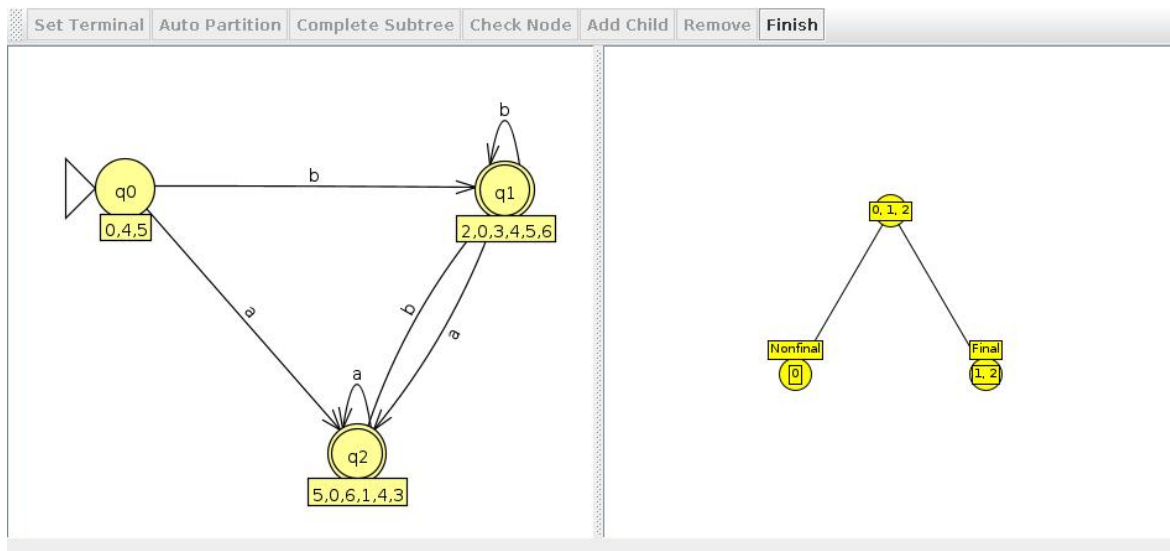 Set Terminal Auto Partition Complete Subtree Check Node Add Child Remove Finish
b
q0
b
q1
0,4,5
2,0,3,4,5,6
a
b
a
a
q2
5,0,6,1,4,3
0, 1, 2
Nonfinal
0
Final
1, 2